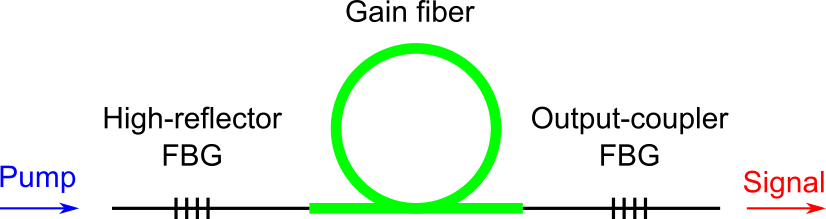 Gain fiber
High-reflector
FBG
Output-coupler
FBG
Pump
Signal